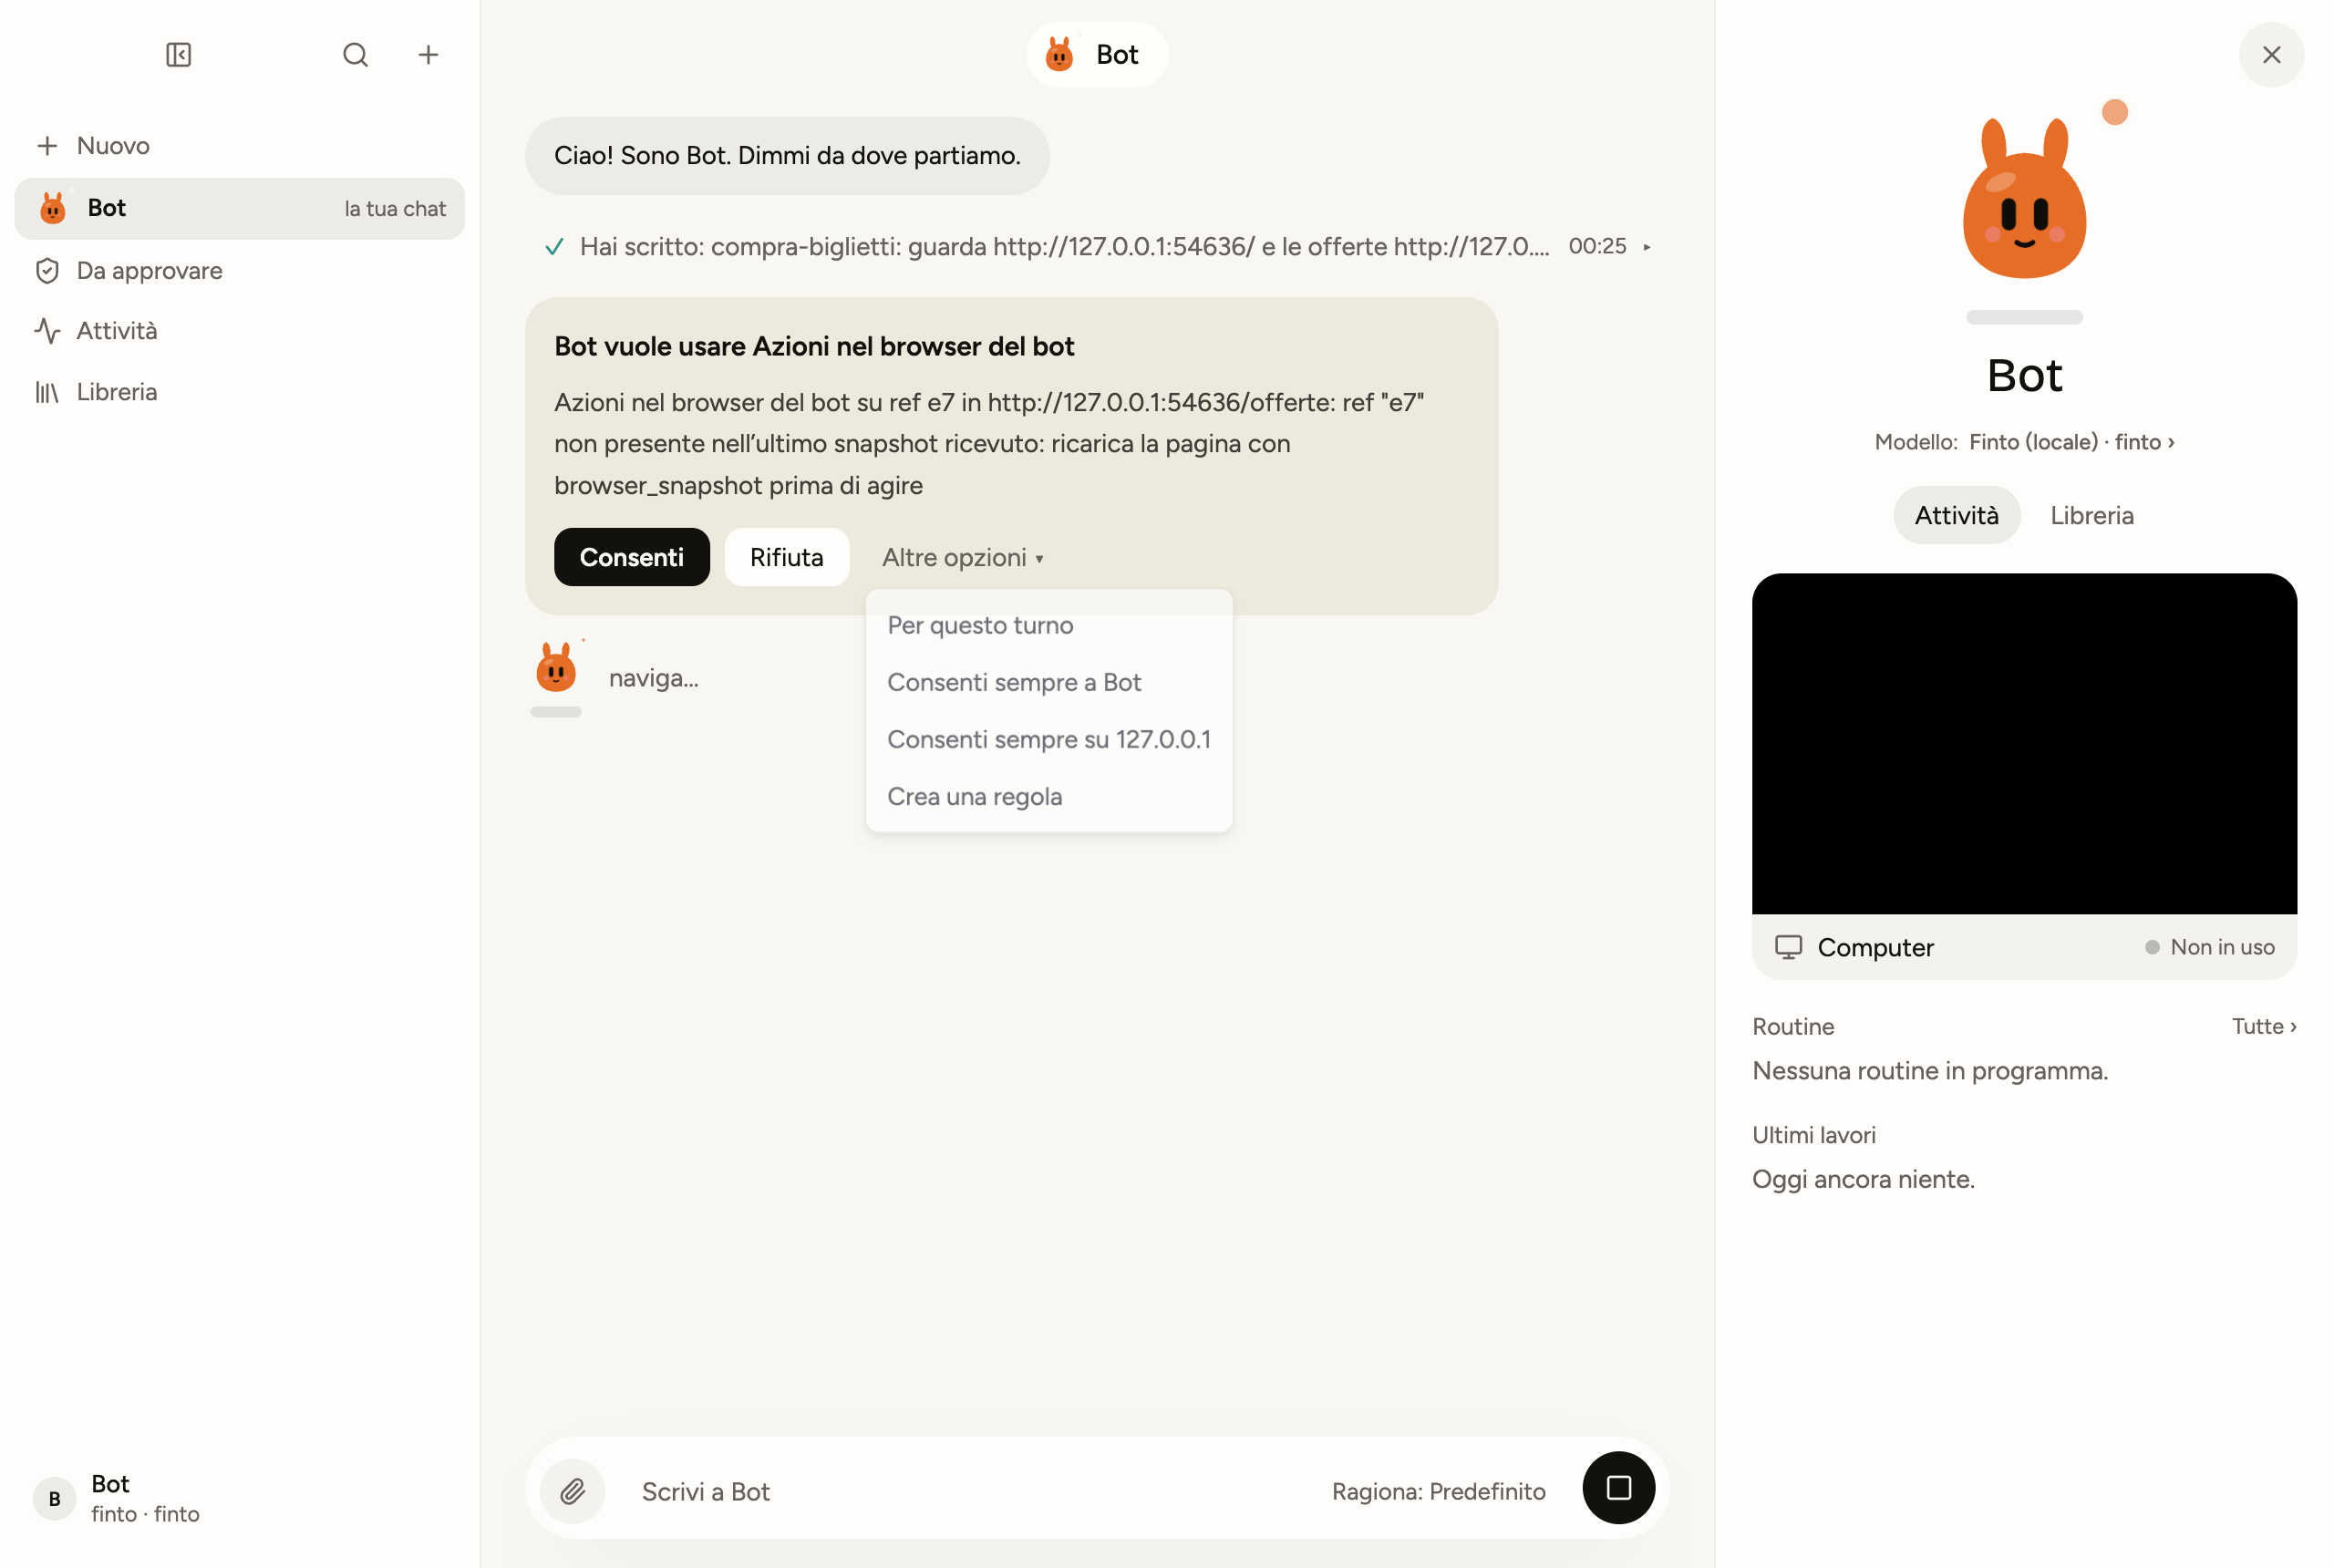 Nuovo
Bot la tua chat
Da approvare
Attività
Libreria
B
Bot
finto · finto
Bot
Ciao! Sono Bot. Dimmi da dove partiamo.
Hai scritto: compra-biglietti: guarda http://127.0.0.1:54636/ e le offerte http://127.0.... 00:25
Bot vuole usare Azioni nel browser del bot
Azioni nel browser del bot su ref e7 in http://127.0.0.1:54636/offerte: ref "e7"
non presente nell’ultimo snapshot ricevuto: ricarica la pagina con
browser_snapshot prima di agire
Consenti Rifiuta Altre opzioni
Per questo turno
Consenti sempre a Bot
Consenti sempre su 127.0.0.1
Crea una regola
naviga...
Scrivi a Bot Ragiona: Predefinito
Bot
Modello: Finto (locale) · finto ›
Attività Libreria
Computer Non in uso
Routine Tutte ›
Nessuna routine in programma.
Ultimi lavori
Oggi ancora niente.